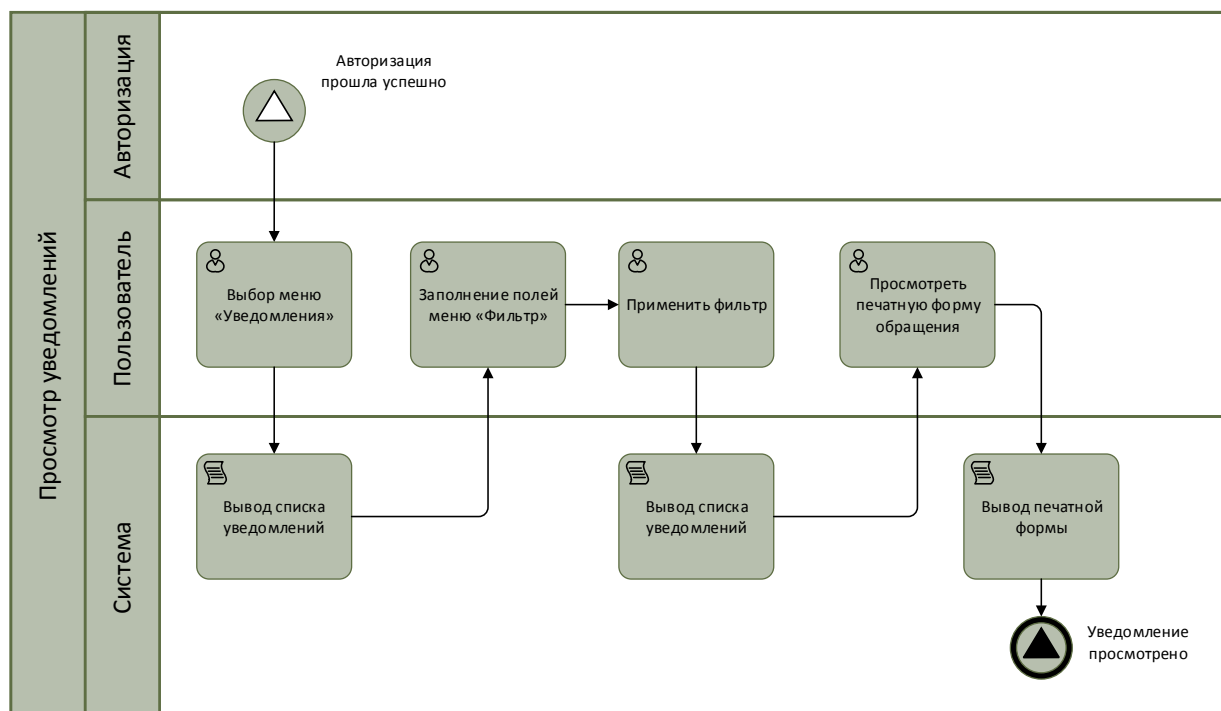 Просмотр уведомлений
Авторизация
Авторизация
прошла успешно
Пользователь
Выбор меню
«Уведомления»
Заполнение полей
меню «Фильтр»
Применить фильтр
Просмотреть
печатную форму
обращения
Система
Вывод списка
уведомлений
Вывод списка
уведомлений
Вывод печатной
формы
Уведомление
просмотрено